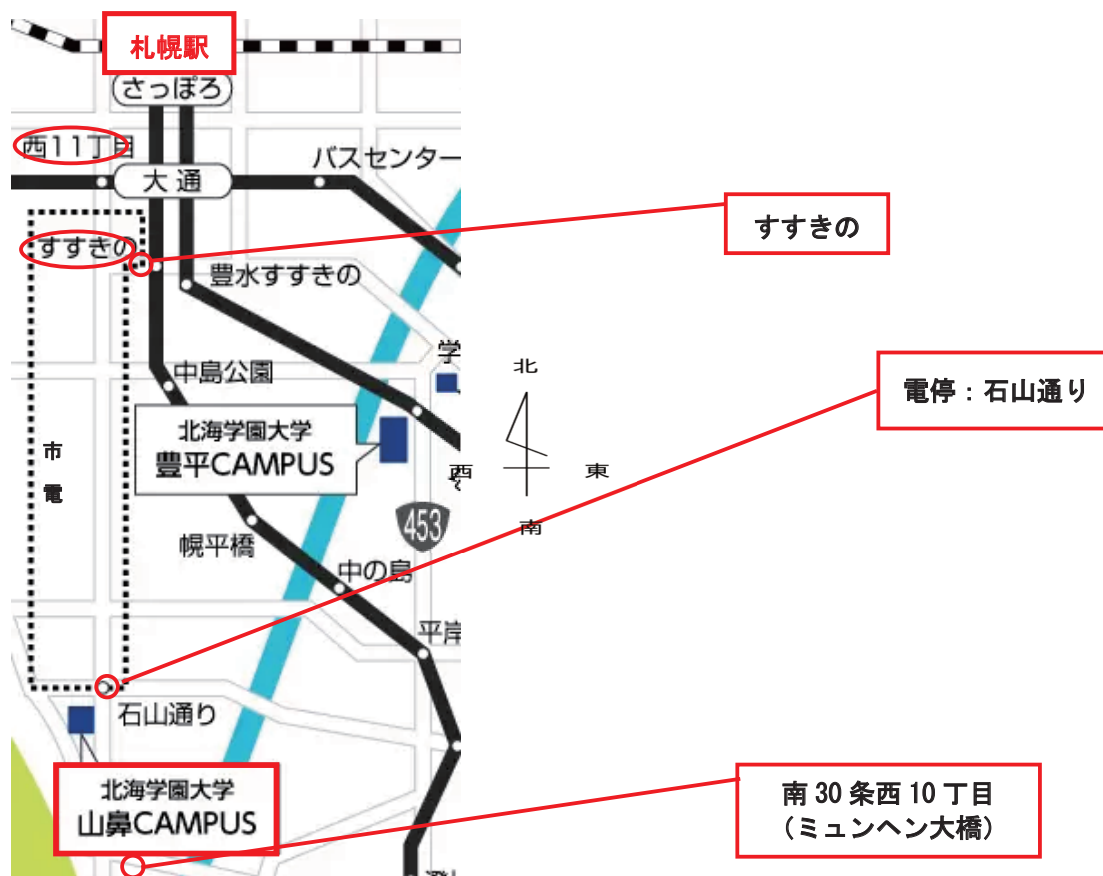 札幌駅
さっぽろ
西11丁目
バスセンター
大通
すすきの
すすきの
豊水すすきの
学
北
中島公園
電停：石山通り
北海学園大学
豊平CAMPUS
市
電
西
東
453
南
幌平橋
中の島
平岸
石山通り
北海学園大学
山鼻CAMPUS
南 30 条西 10 丁目
（ミュンヘン大橋）